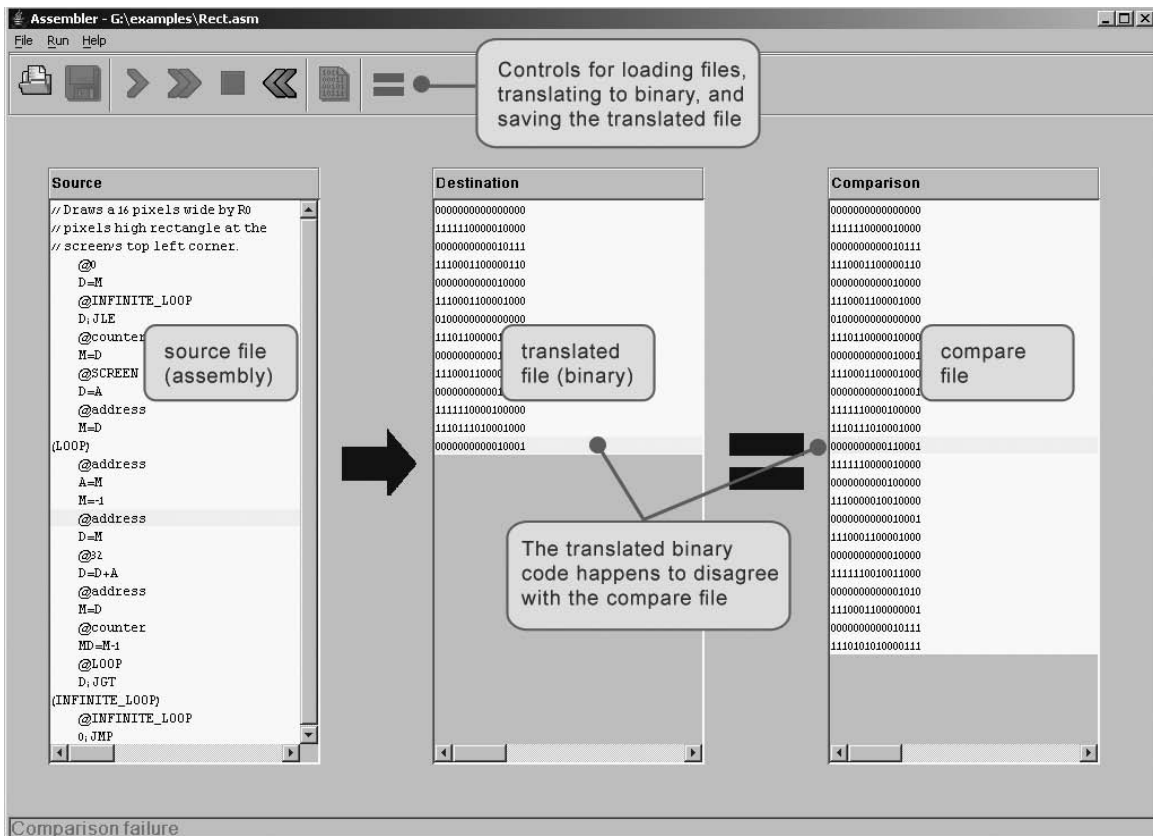 Assembler - G:\examples\Rect.asm
File Run Help
Controls for loading files,
translating to binary, and
saving the translated file
Source
// Draws a 16 pixels wide by R0
// pixels high rectangle at the
// screen's top left corner.
@0
D=M
@INFINITE_LOOP
D;JLE
@counter
M=D
@SCREEN
D=A
@address
M=D
(LOOP)
@address
A=M
M=-1
@address
D=M
@32
D=D+A
@address
M=D
@counter
MD=M-1
@LOOP
D;JGT
(INFINITE_LOOP)
@INFINITE_LOOP
0;JMP
source file
(assembly)
Destination
0000000000000000
1111110000010000
0000000000010111
1110001100000110
0000000000010000
1110001100001000
0100000000000000
1111110000100000
1110111010001000
0000000000010001
translated
file (binary)
The translated binary
code happens to disagree
with the compare file
Comparison
0000000000000000
1111110000010000
0000000000010111
1110001100000110
0000000000010000
1110001100001000
0100000000000000
1110110000010000
0000000000010001
1110001100001000
0000000000010001
1111110000100000
1110111010001000
0000000000110001
1111110000010000
0000000000100000
1110000010010000
0000000000010001
1110001100001000
0000000000010000
1111110010011000
0000000000001010
1110001100000001
0000000000010111
1110101010000111
compare
file
Comparison failure